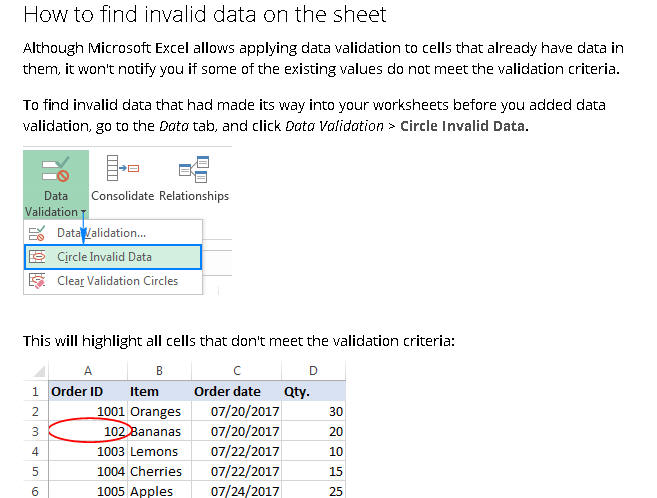 How to find invalid data on the sheet
Although Microsoft Excel allows applying data validation to cells that already have data in
them, it won't notify you if some of the existing values do not meet the validation criteria.
To find invalid data that had made its way into your worksheets before you added data
validation, go to the Data tab, and click Data Validation > Circle Invalid Data.
Data Consolidate Relationships
Validation
Data Validation...
Circle Invalid Data
Clear Validation Circles
This will highlight all cells that don't meet the validation criteria:
A B C D
1 Order ID Item Order date Qty.
2 1001 Oranges 07/20/2017 30
3 102 Bananas 07/20/2017 20
4 1003 Lemons 07/22/2017 10
5 1004 Cherries 07/22/2017 15
6 1005 Apples 07/24/2017 25